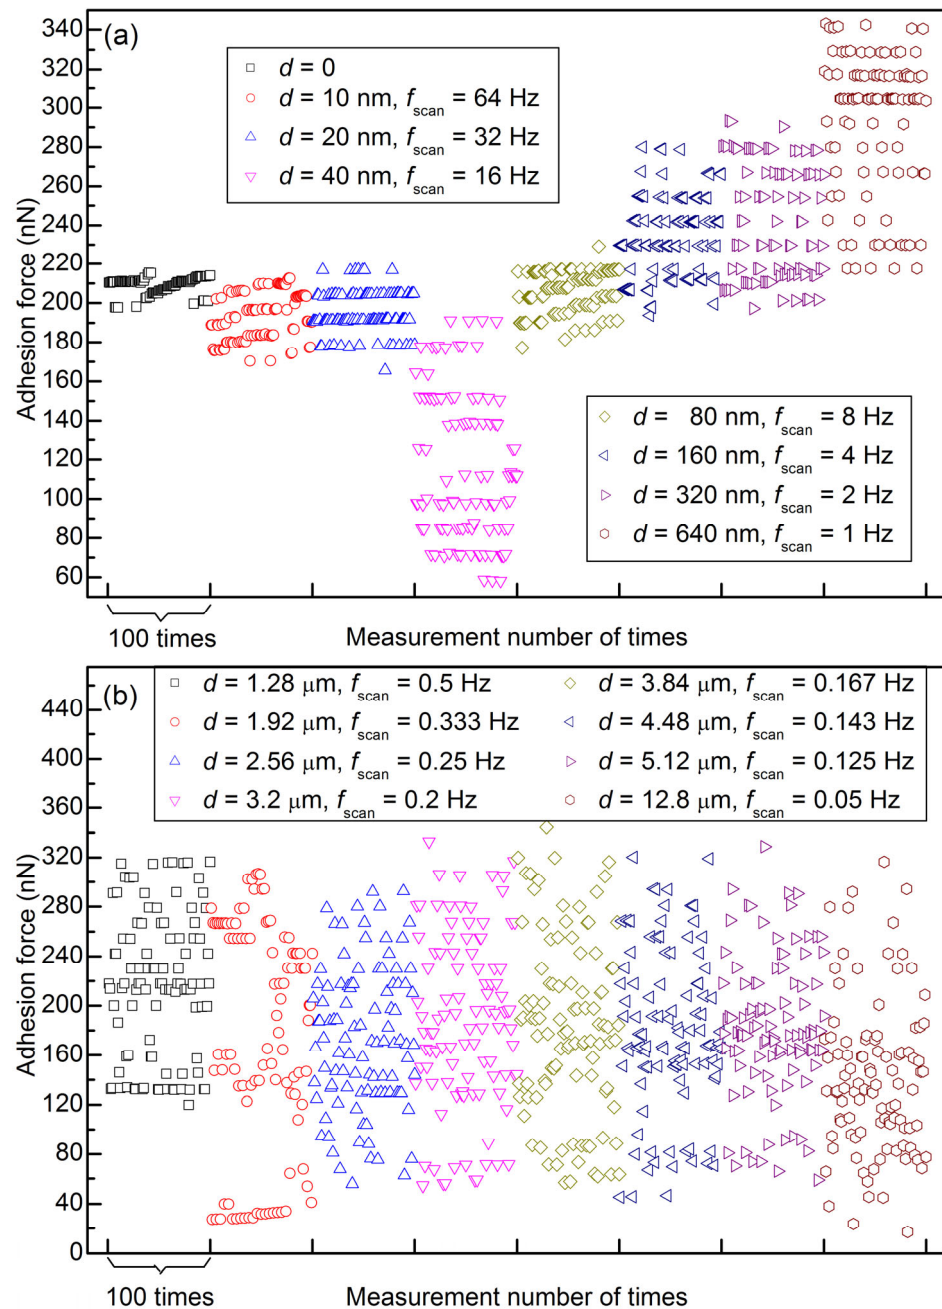 (a)
d = 0
d = 10 nm, fscan = 64 Hz
d = 20 nm, fscan = 32 Hz
d = 40 nm, fscan = 16 Hz
d = 80 nm, fscan = 8 Hz
d = 160 nm, fscan = 4 Hz
d = 320 nm, fscan = 2 Hz
d = 640 nm, fscan = 1 Hz
Adhesion force (nN)
340
320
300
280
260
240
220
200
180
160
140
120
100
80
60
100 times
Measurement number of times
(b)
d = 1.28 μm, fscan = 0.5 Hz
d = 1.92 μm, fscan = 0.333 Hz
d = 2.56 μm, fscan = 0.25 Hz
d = 3.2 μm, fscan = 0.2 Hz
d = 3.84 μm, fscan = 0.167 Hz
d = 4.48 μm, fscan = 0.143 Hz
d = 5.12 μm, fscan = 0.125 Hz
d = 12.8 μm, fscan = 0.05 Hz
Adhesion force (nN)
440
400
360
320
280
240
200
160
120
80
40
0
100 times
Measurement number of times